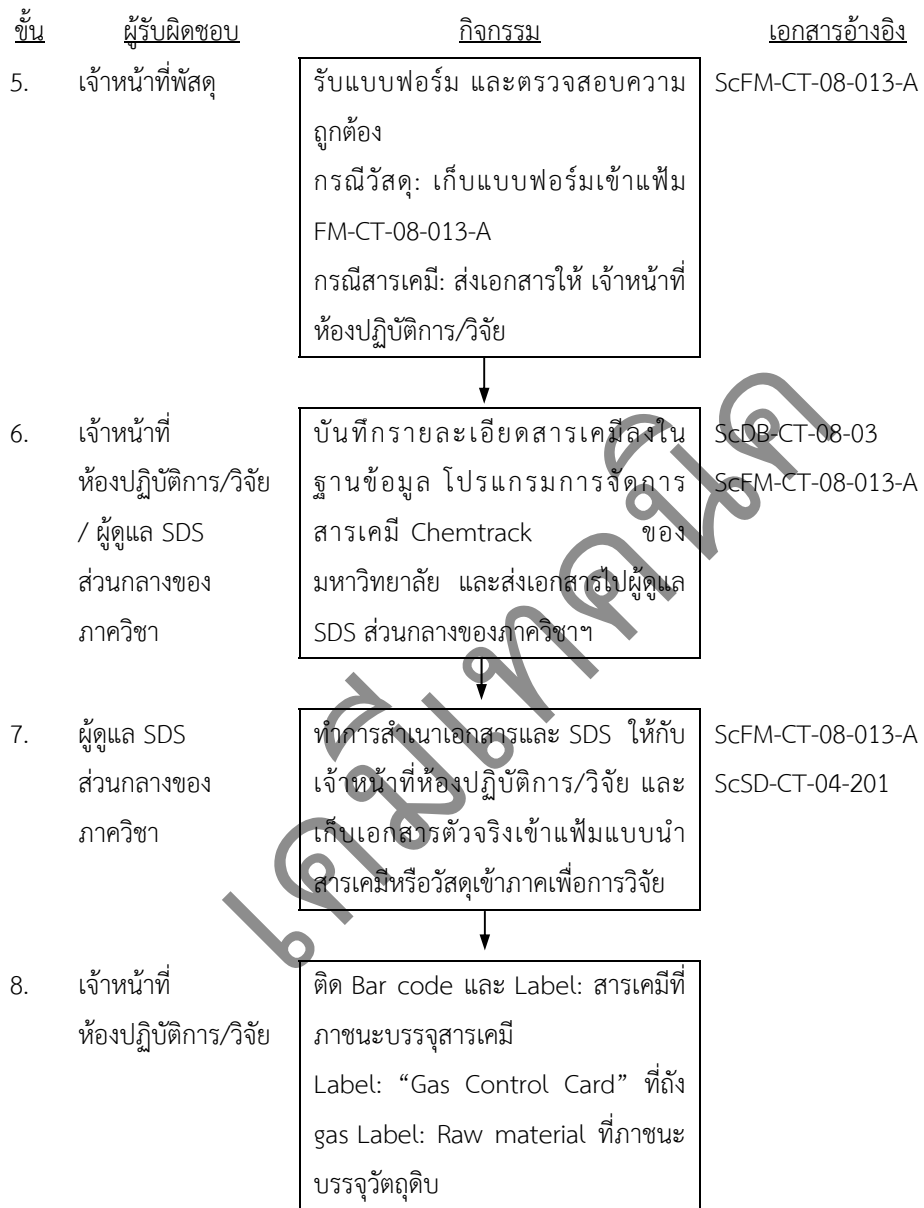 ขั้น ผู้รับผิดชอบ กิจกรรม เอกสารอ้างอิง
5. เจ้าหน้าที่พัสดุ รับแบบฟอร์ม และตรวจสอบความ ScFM-CT-08-013-A
ถูกต้อง
กรณีวัสดุ: เก็บแบบฟอร์มเข้าแฟ้ม
FM-CT-08-013-A
กรณีสารเคมี: ส่งเอกสารให้ เจ้าหน้าที่
ห้องปฏิบัติการ/วิจัย
6. เจ้าหน้าที่ บันทึกรายละเอียดสารเคมีลงใน ScDB-CT-08-03
ห้องปฏิบัติการ/วิจัย ฐานข้อมูล โปรแกรมการจัดการ ScFM-CT-08-013-A
/ ผู้ดูแล SDS สารเคมี Chemtrack ของ
ส่วนกลางของ มหาวิทยาลัย และส่งเอกสารไปผู้ดูแล
ภาควิชา SDS ส่วนกลางของภาควิชาฯ
7. ผู้ดูแล SDS ทำการสำเนาเอกสารและ SDS ให้กับ ScFM-CT-08-013-A
ส่วนกลางของ เจ้าหน้าที่ห้องปฏิบัติการ/วิจัย และ ScSD-CT-04-201
ภาควิชา เก็บเอกสารตัวจริงเข้าแฟ้มแบบนำ
สารเคมีหรือวัสดุเข้าภาคเพื่อการวิจัย
8. เจ้าหน้าที่ ติด Bar code และ Label: สารเคมีที่
ห้องปฏิบัติการ/วิจัย ภาชนะบรรจุสารเคมี
Label: “Gas Control Card” ที่ถัง
gas Label: Raw material ที่ภาชนะ
บรรจุวัตถุดิบ
เคมีเทคนิค